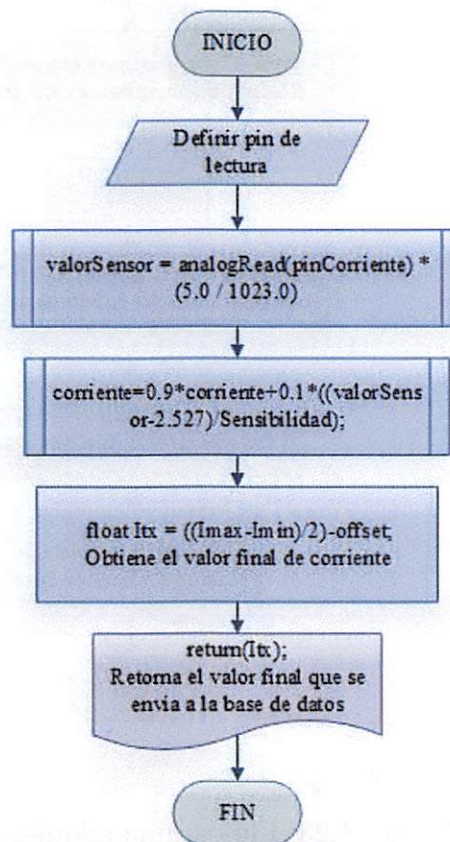 INICIO
Definir pin de
lectura
valorSensor = analogRead(pinCorriente) *
(5.0 / 1023.0)
corriente=0.9*corriente+0.1*((valorSens
or-2.527)/Sensibilidad);
float Itx = ((Imax-Imin)/2)-offset;
Obtiene el valor final de corriente
return(Itx);
Retorna el valor final que se
envia a la base de datos
FIN